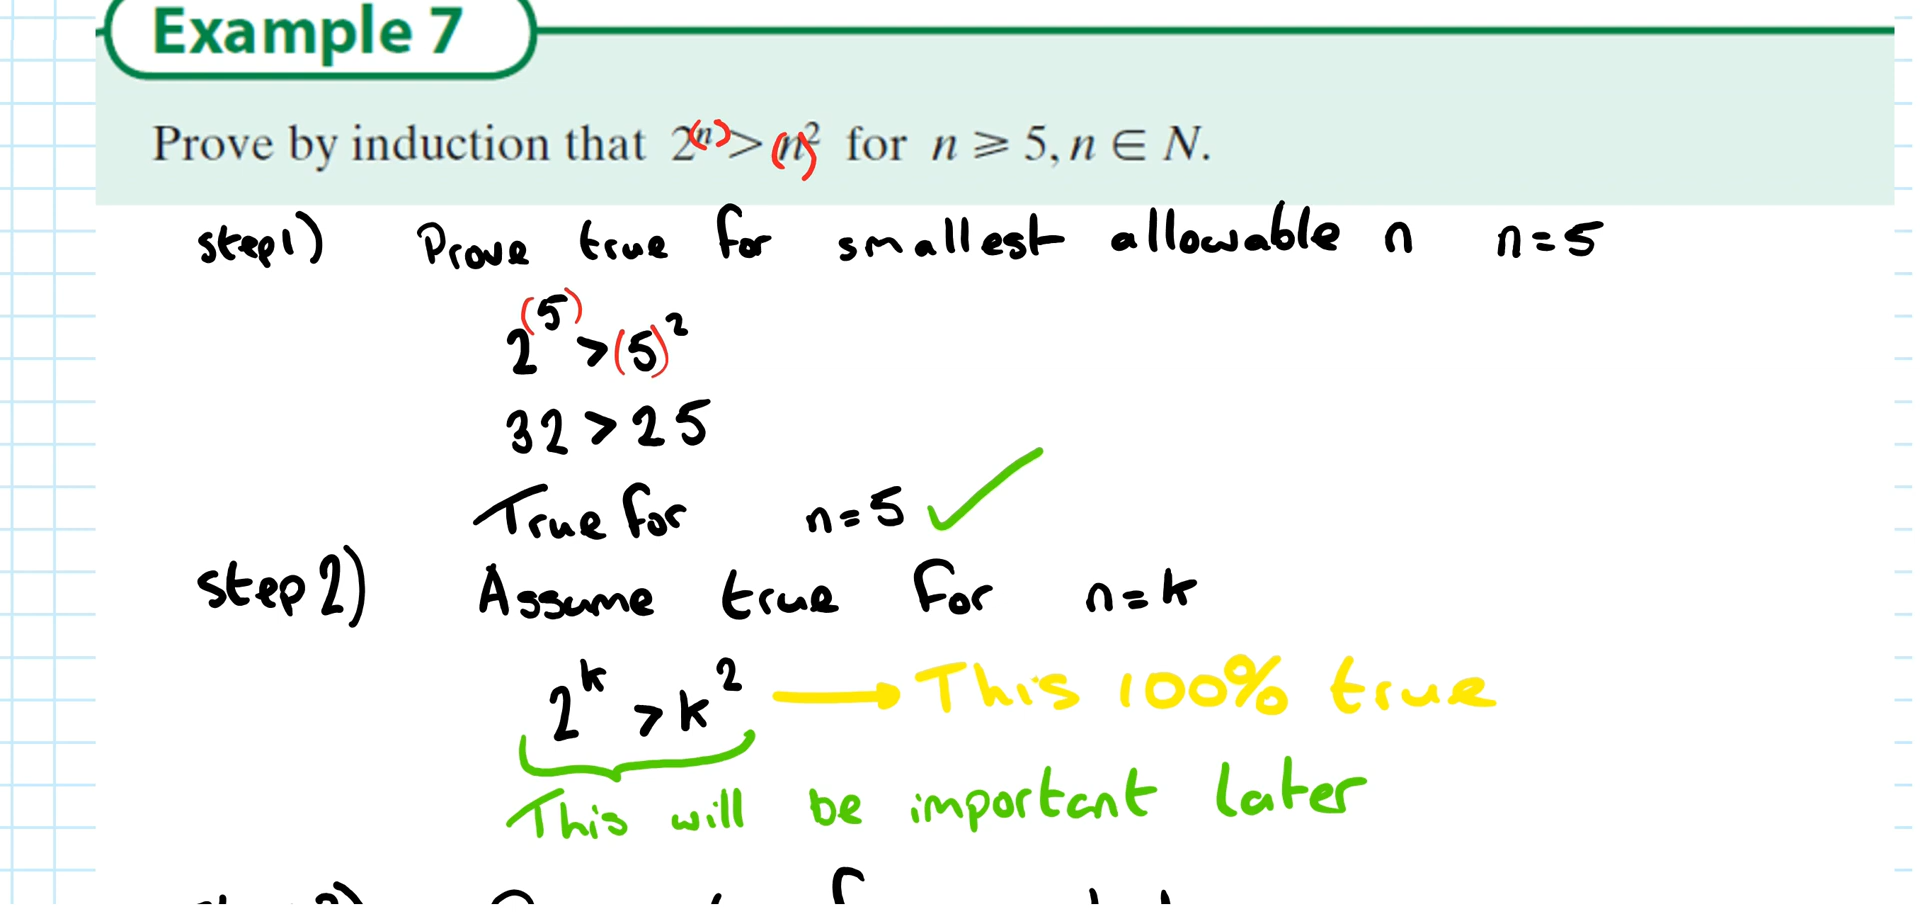 Example 7
Prove by induction that 2⁽ⁿ⁾ > (n)² for n ⩾ 5, n ∈ N.
step1) Prove true for smallest allowable n n=5
2⁽⁵⁾ > (5)²
32 > 25
True for n=5 ✓
step 2) Assume true for n=k
2ᵏ > k² → This 100% true
This will be important later